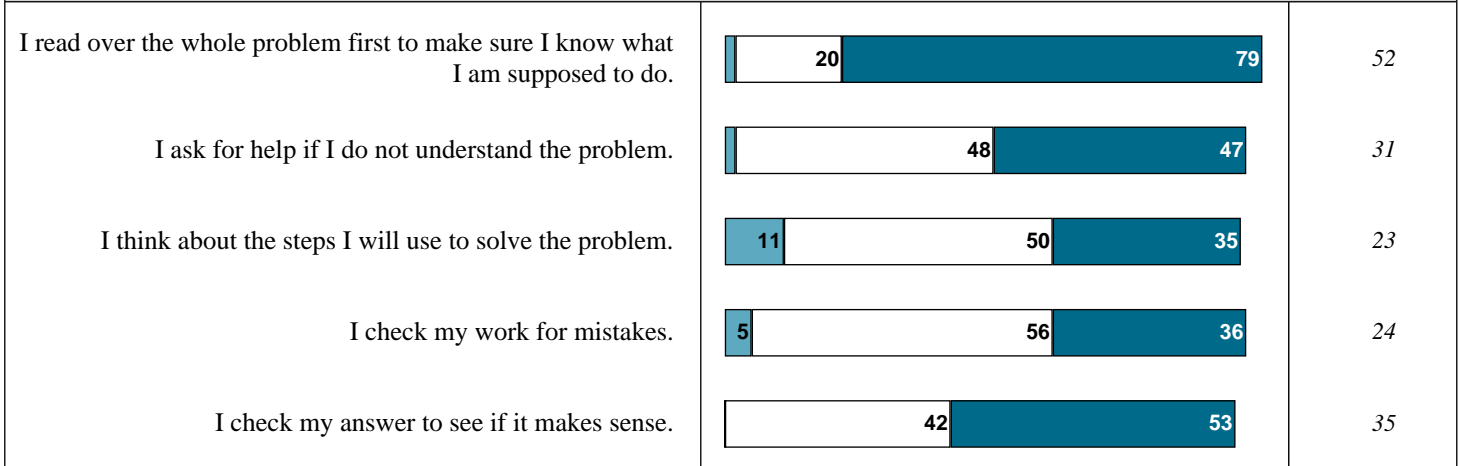 I read over the whole problem first to make sure I know what
I am supposed to do.
20 79 52
I ask for help if I do not understand the problem.
48 47 31
I think about the steps I will use to solve the problem.
11 50 35 23
I check my work for mistakes.
5 56 36 24
I check my answer to see if it makes sense.
42 53 35